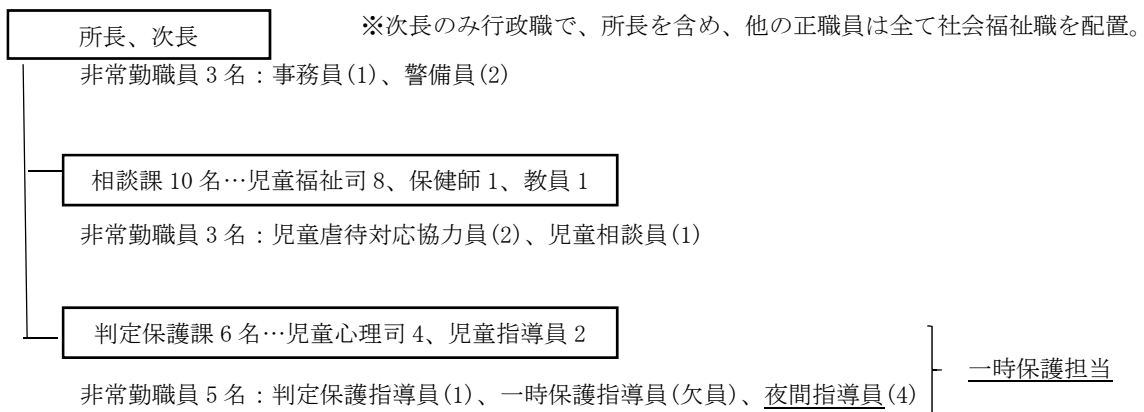 所長、次長
※次長のみ行政職で、所長を含め、他の正職員は全て社会福祉職を配置。
非常勤職員 3 名：事務員(1)、警備員(2)
相談課 10 名…児童福祉司 8、保健師 1、教員 1
非常勤職員 3 名：児童虐待対応協力員(2)、児童相談員(1)
判定保護課 6 名…児童心理司 4、児童指導員 2
一時保護担当
非常勤職員 5 名：判定保護指導員(1)、一時保護指導員(欠員)、夜間指導員(4)